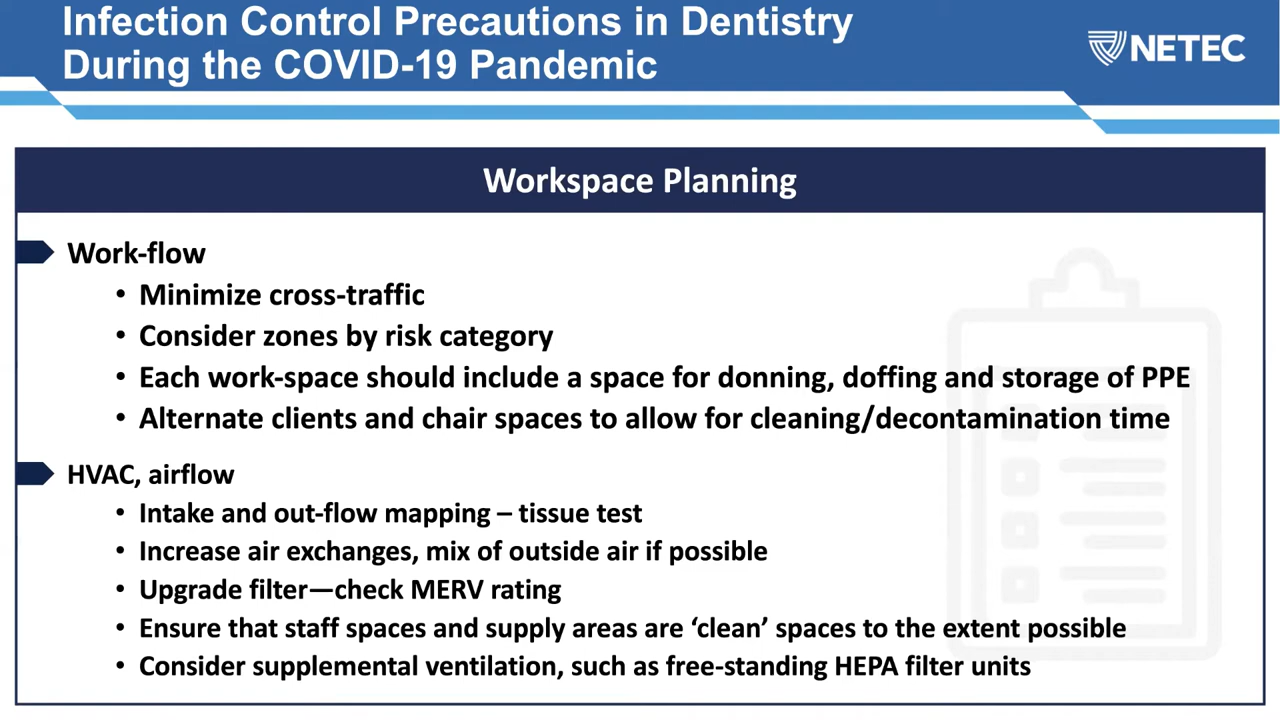 Infection Control Precautions in Dentistry
During the COVID-19 Pandemic
NETEC
Workspace Planning
Work-flow
• Minimize cross-traffic
• Consider zones by risk category
• Each work-space should include a space for donning, doffing and storage of PPE
• Alternate clients and chair spaces to allow for cleaning/decontamination time
HVAC, airflow
• Intake and out-flow mapping – tissue test
• Increase air exchanges, mix of outside air if possible
• Upgrade filter—check MERV rating
• Ensure that staff spaces and supply areas are ‘clean’ spaces to the extent possible
• Consider supplemental ventilation, such as free-standing HEPA filter units